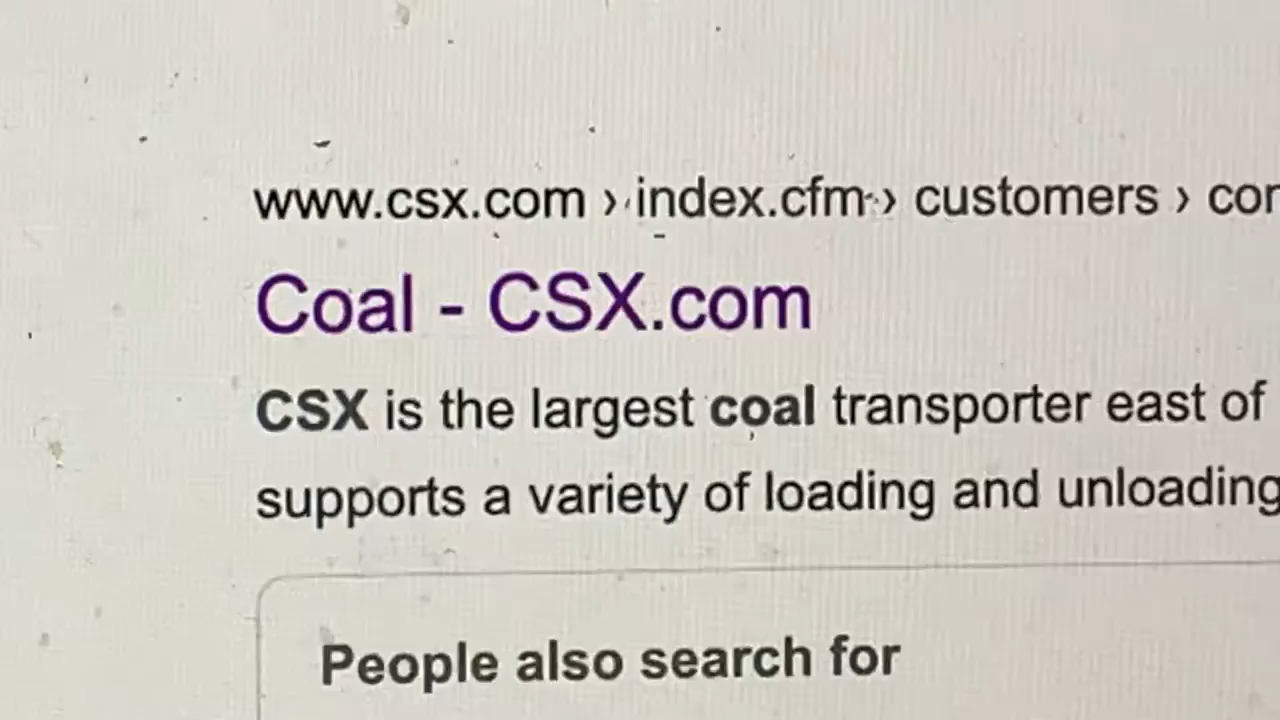 www.csx.com › index.cfm › customers ›
Coal - CSX.com
CSX is the largest coal transporter east of
supports a variety of loading and unloading
People also search for